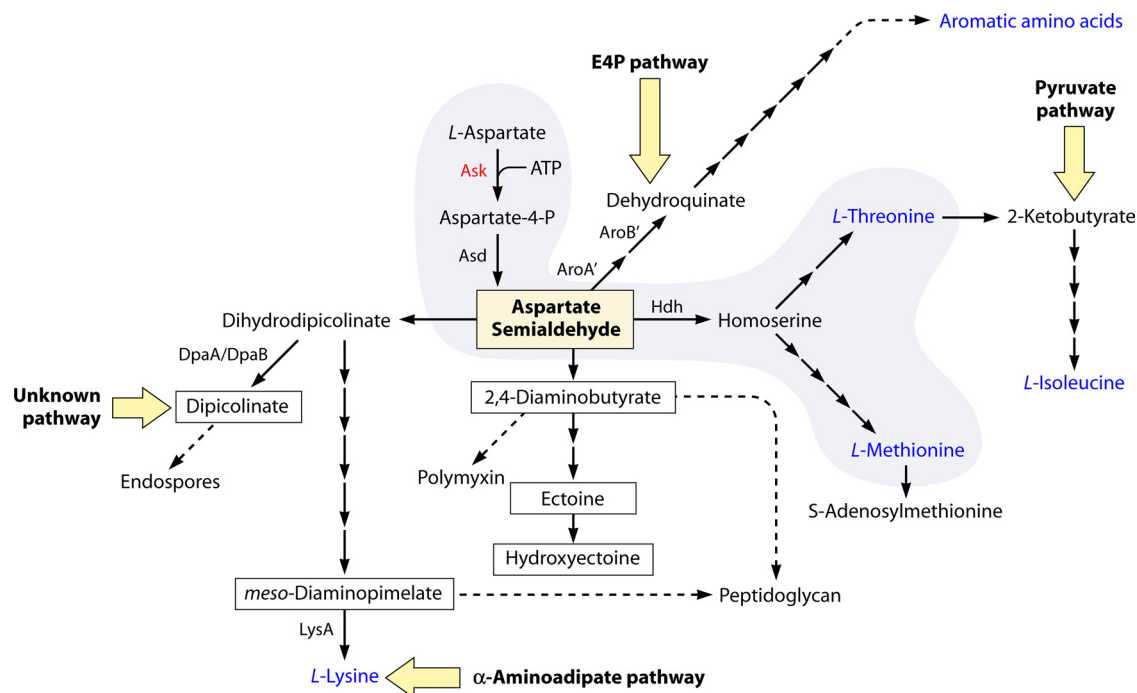 Aromatic amino acids
E4P pathway
Pyruvate
pathway
L-Aspartate
Ask
ATP
Dehydroquinate
Aspartate-4-P
L-Threonine
2-Ketobutyrate
AroB′
Asd
AroA′
Dihydrodipicolinate
Aspartate
Semialdehyde
Hdh
Homoserine
DpaA/DpaB
L-Isoleucine
Unknown
pathway
Dipicolinate
2,4-Diaminobutyrate
L-Methionine
Endospores
Polymyxin
Ectoine
S-Adenosylmethionine
Hydroxyectoine
meso-Diaminopimelate
Peptidoglycan
LysA
L-Lysine
α-Aminoadipate pathway